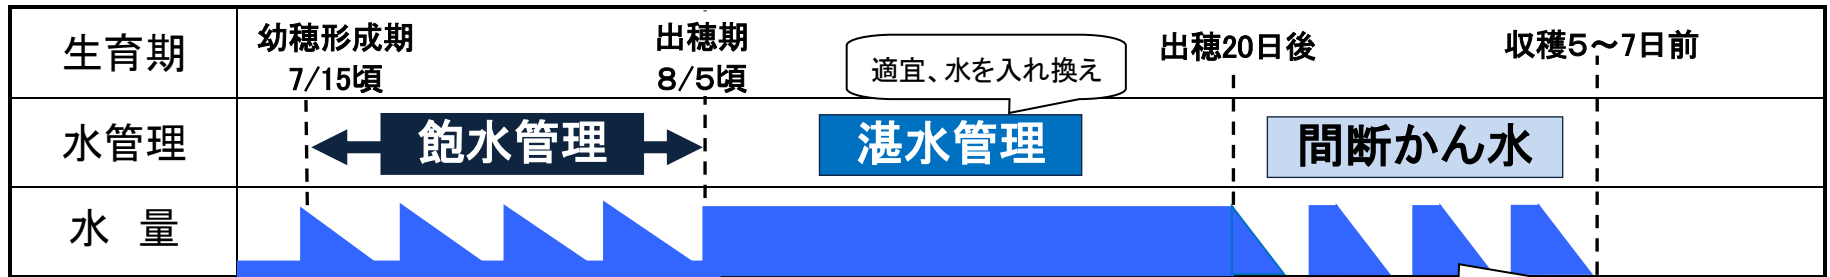 生育期
幼穂形成期
7/15頃
出穂期
8/5頃
適宜、水を入れ換え
出穂20日後
収穫5～7日前
水管理
飽水管理
湛水管理
間断かん水
水　量